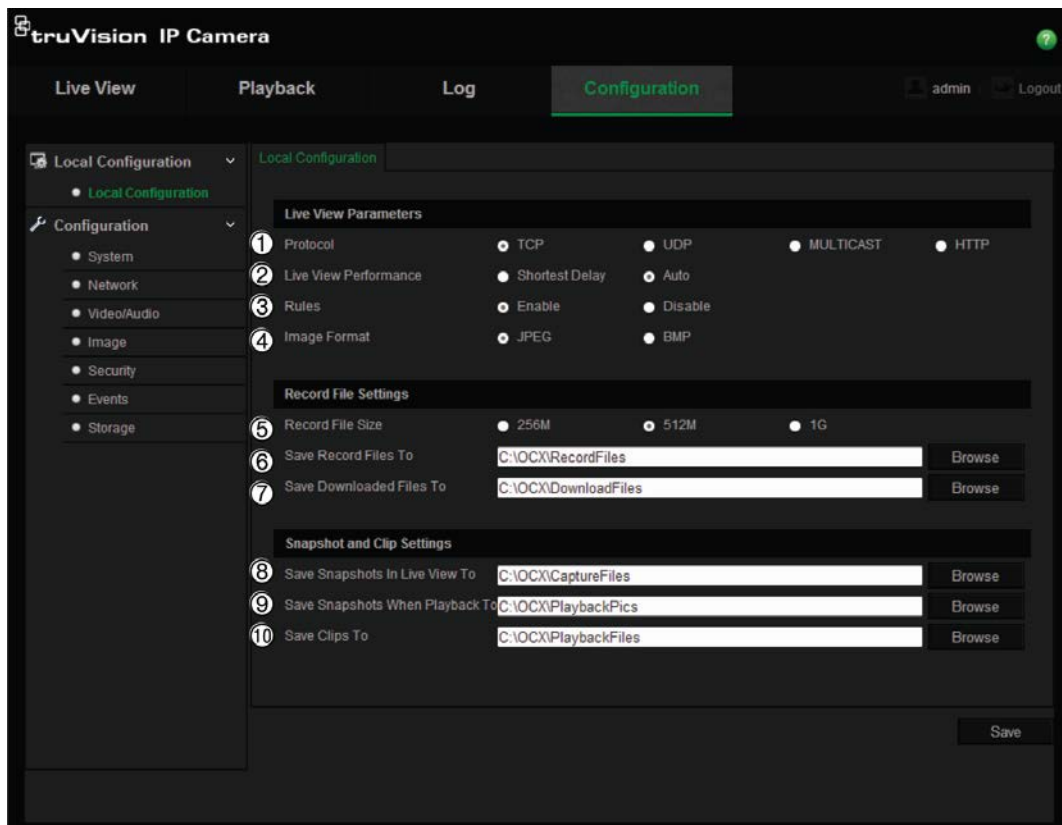 truVision IP Camera
?
Live View Playback Log Configuration admin Logout
Local Configuration
Local Configuration
Configuration
System
Network
Video/Audio
Image
Security
Events
Storage
Local Configuration
Live View Parameters
1 Protocol TCP UDP MULTICAST HTTP
2 Live View Performance Shortest Delay Auto
3 Rules Enable Disable
4 Image Format JPEG BMP
Record File Settings
5 Record File Size 256M 512M 1G
6 Save Record Files To C:\OCX\RecordFiles Browse
7 Save Downloaded Files To C:\OCX\DownloadFiles Browse
Snapshot and Clip Settings
8 Save Snapshots In Live View To C:\OCX\CaptureFiles Browse
9 Save Snapshots When Playback To C:\OCX\PlaybackPics Browse
10 Save Clips To C:\OCX\PlaybackFiles Browse
Save